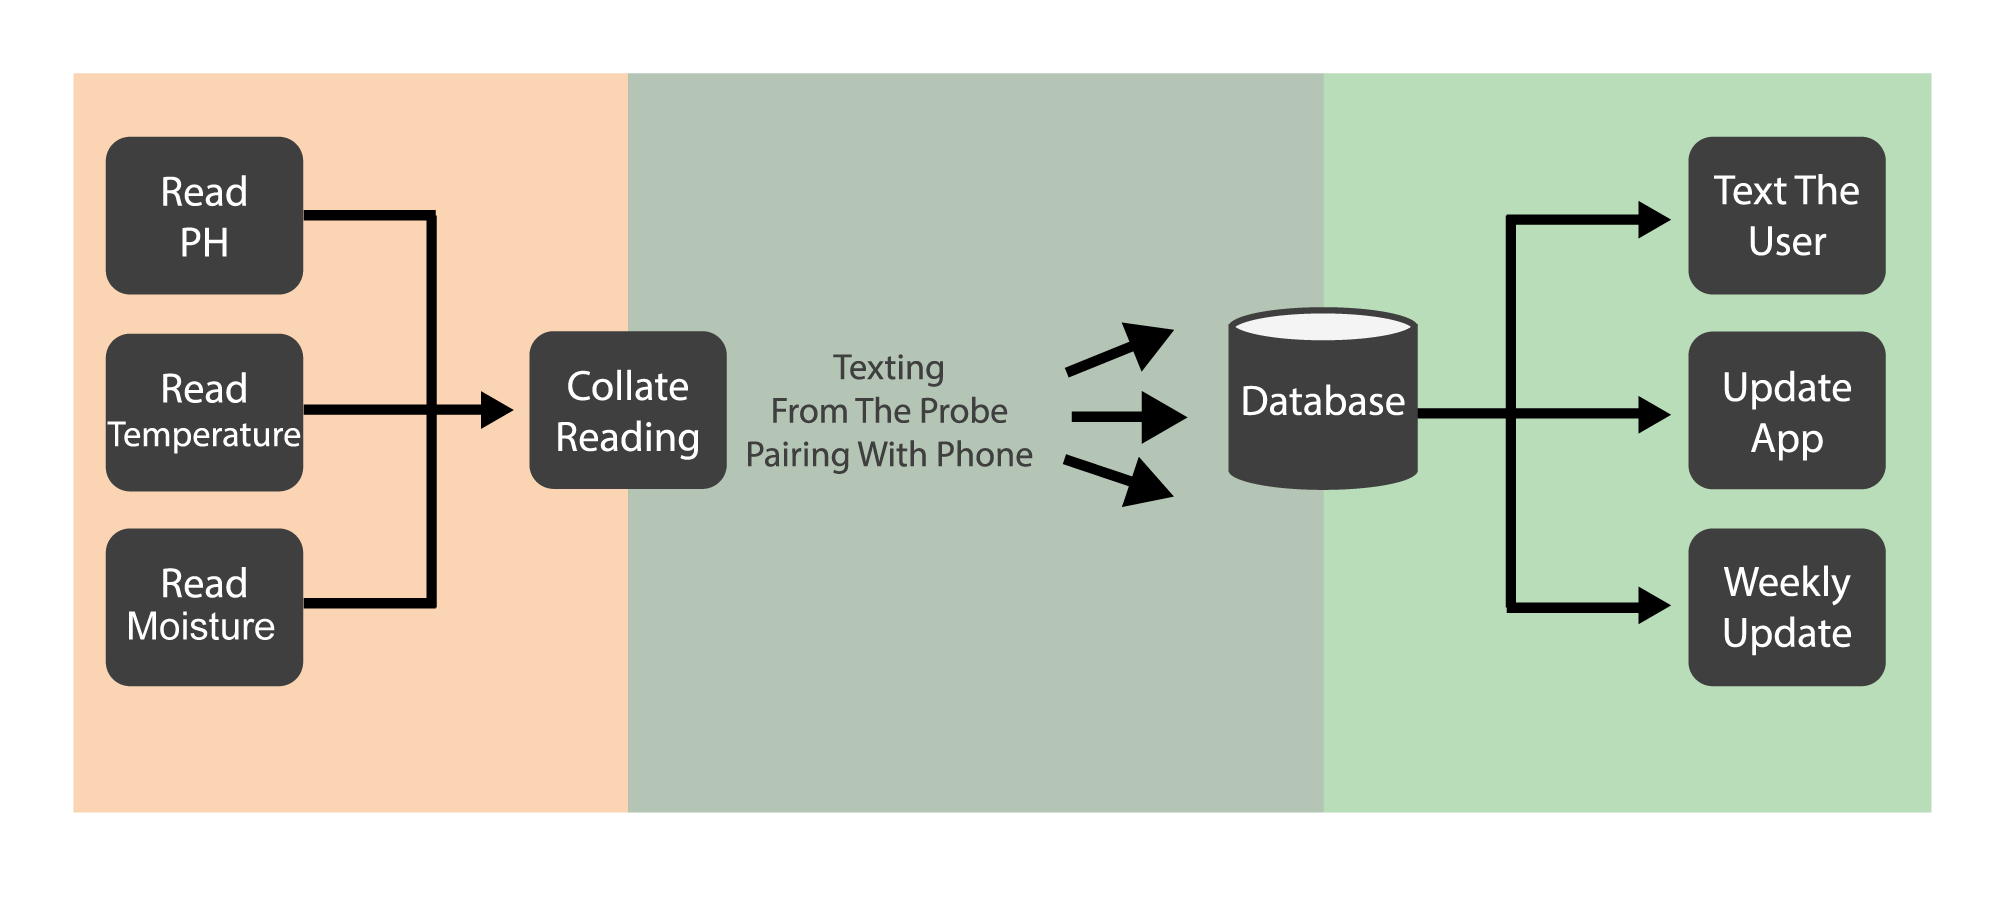 Read
PH
Read
Temperature
Read
Moisture
Collate
Reading
Texting
From The Probe
Pairing With Phone
Database
Text The
User
Update
App
Weekly
Update